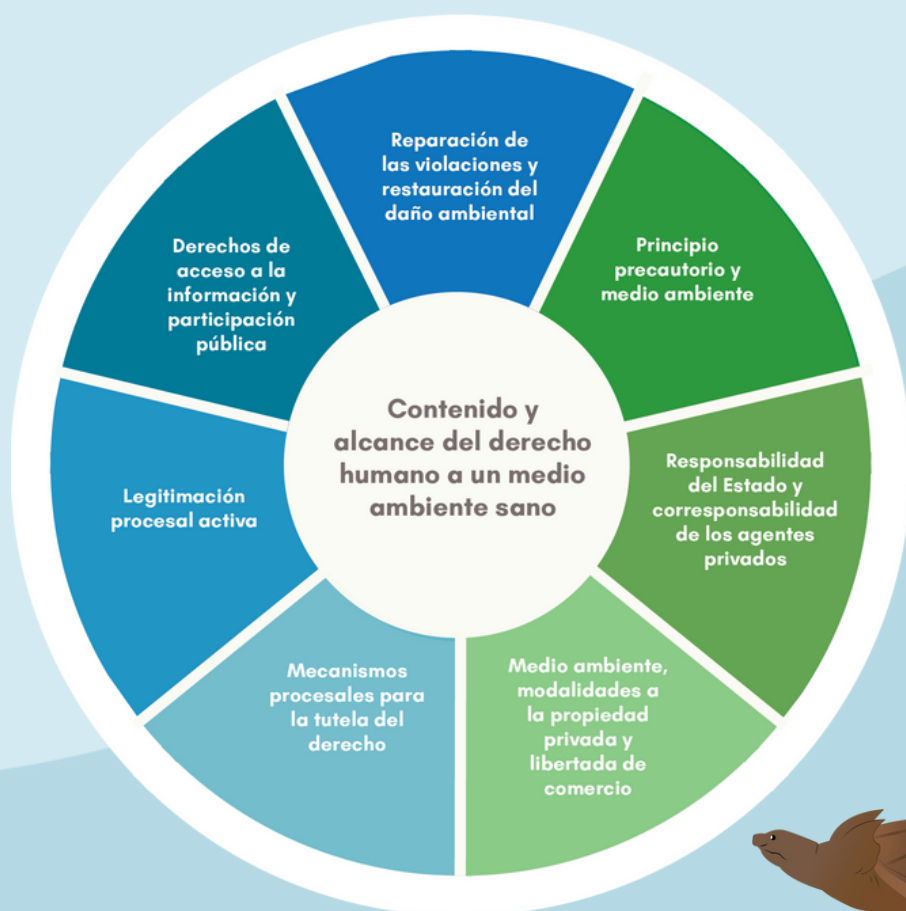 Reparación de
las violaciones y
restauración del
daño ambiental
Principio
precautorio y
medio ambiente
Responsabilidad
del Estado y
corresponsabilidad
de los agentes
privados
Medio ambiente,
modalidades a
la propiedad
privada y
libertada de
comercio
Mecanismos
procesales para
la tutela del
derecho
Legitimación
procesal activa
Derechos de
acceso a la
información y
participación
pública
Contenido y
alcance del derecho
humano a un medio
ambiente sano